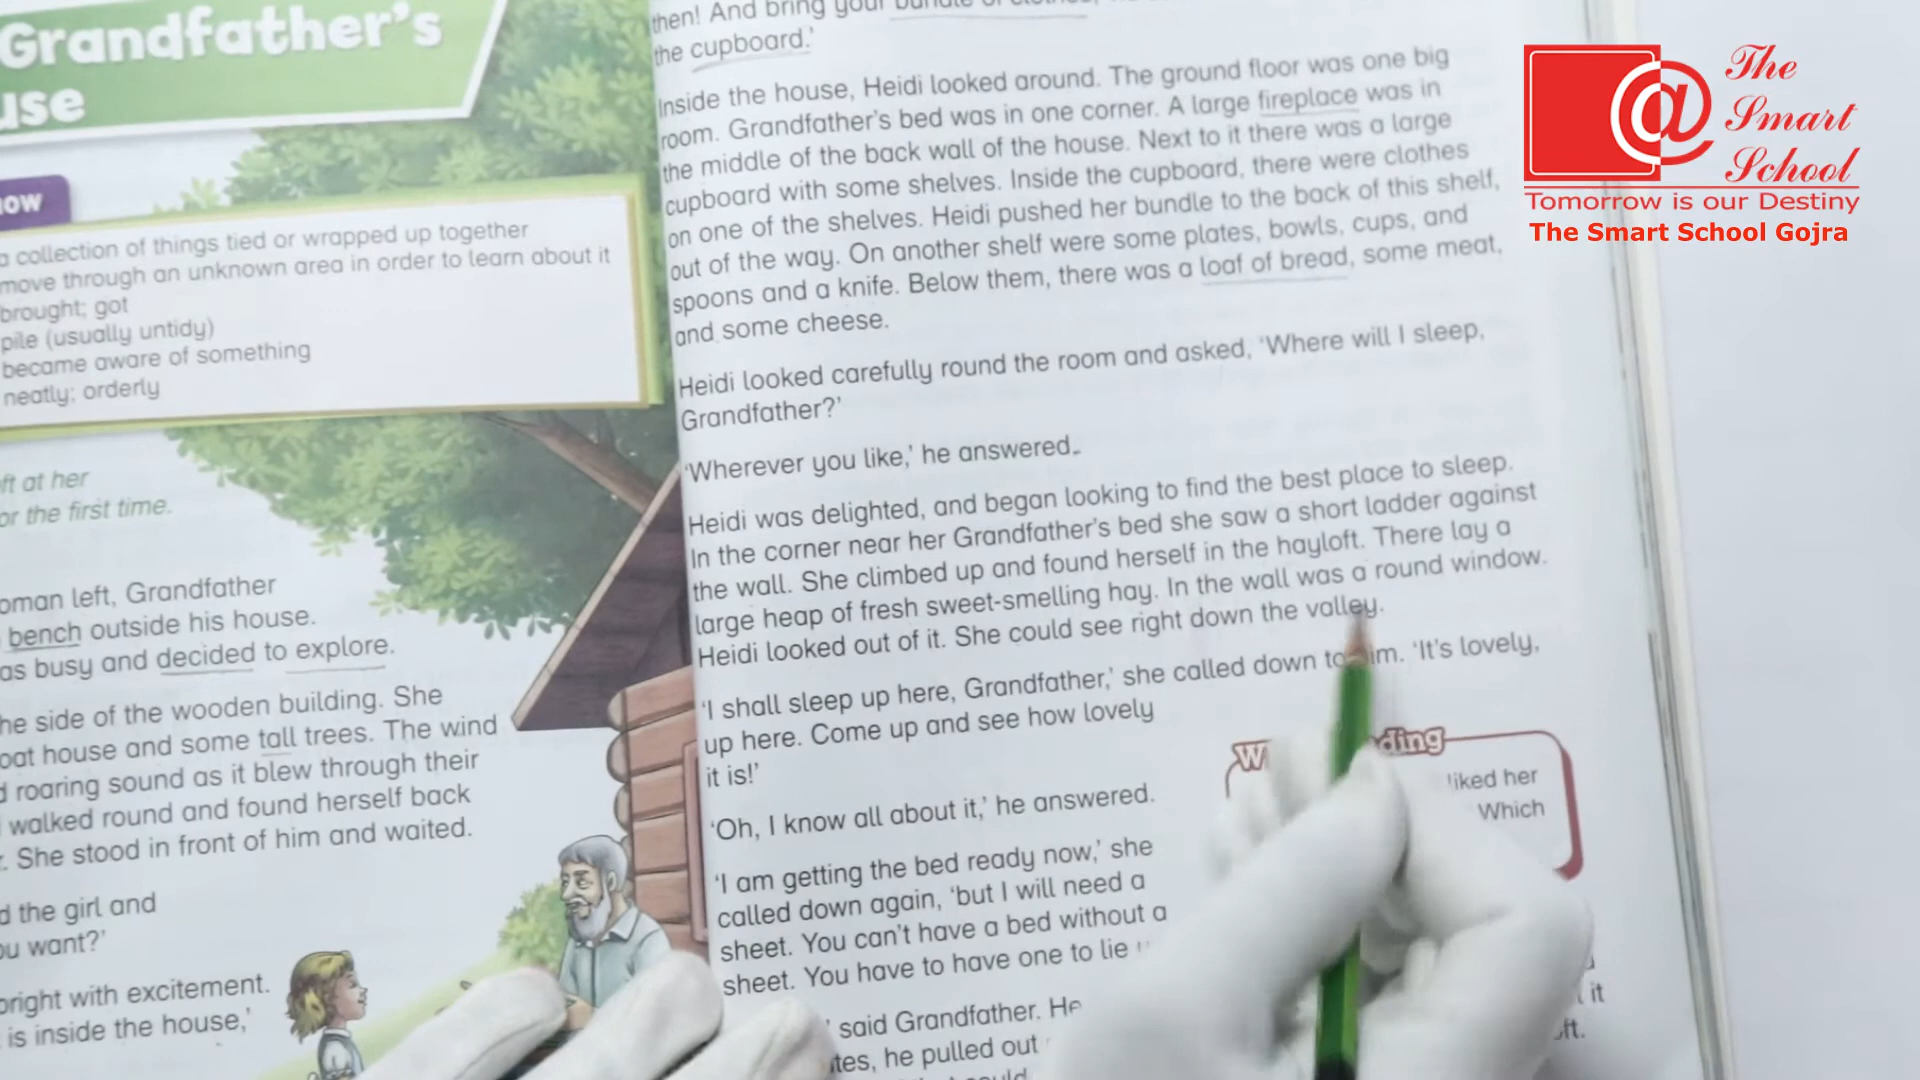 Grandfather's
use
ow
a collection of things tied or wrapped up together
move through an unknown area in order to learn about it
brought; got
pile (usually untidy)
became aware of something
neatly; orderly
ft at her
or the first time.
oman left, Grandfather
bench outside his house.
as busy and decided to explore.
he side of the wooden building. She
oat house and some tall trees. The wind
d roaring sound as it blew through their
walked round and found herself back
r. She stood in front of him and waited.
d the girl and
ou want?'
bright with excitement.
is inside the house,'
then! And bring your bundle of clothes,
the cupboard.'
Inside the house, Heidi looked around. The ground floor was one big
room. Grandfather's bed was in one corner. A large fireplace was in
the middle of the back wall of the house. Next to it there was a large
cupboard with some shelves. Inside the cupboard, there were clothes
on one of the shelves. Heidi pushed her bundle to the back of this shelf,
out of the way. On another shelf were some plates, bowls, cups, and
spoons and a knife. Below them, there was a loaf of bread, some meat,
and some cheese.
Heidi looked carefully round the room and asked, 'Where will I sleep,
Grandfather?'
'Wherever you like,' he answered.
Heidi was delighted, and began looking to find the best place to sleep.
In the corner near her Grandfather's bed she saw a short ladder against
the wall. She climbed up and found herself in the hayloft. There lay a
large heap of fresh sweet-smelling hay. In the wall was a round window.
Heidi looked out of it. She could see right down the valley.
'I shall sleep up here, Grandfather,' she called down to him. 'It's lovely,
up here. Come up and see how lovely
it is!'
'Oh, I know all about it,' he answered.
'I am getting the bed ready now,' she
called down again, 'but I will need a
sheet. You can't have a bed without a
sheet. You have to have one to lie
said Grandfather. He
tes, he pulled out
could
W ding
liked her
Which
it
ft.
The
Smart
School
@
Tomorrow is our Destiny
The Smart School Gojra